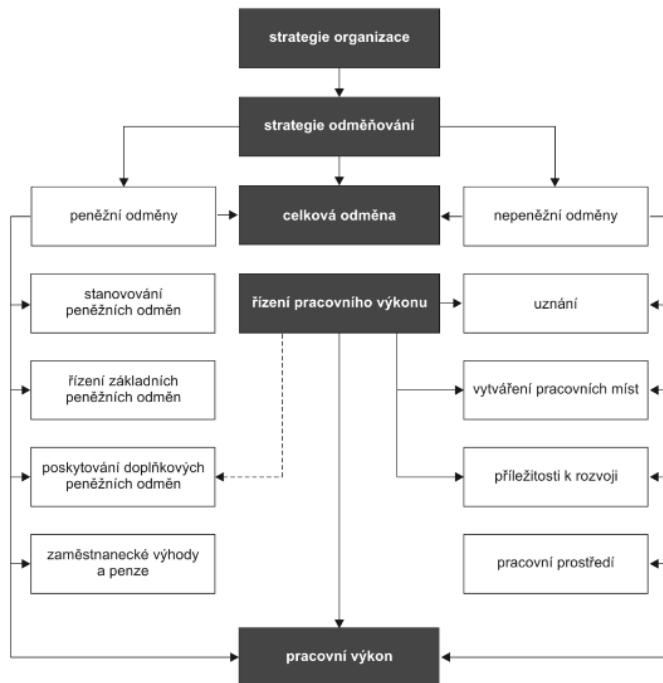 strategie organizace
strategie odměňování
peněžní odměny
celková odměna
nepeněžní odměny
stanovování
peněžních odměn
řízení pracovního výkonu
uznání
řízení základních
peněžních odměn
vytváření pracovních míst
poskytování doplňkových
peněžních odměn
příležitosti k rozvoji
zaměstnanecké výhody
a penze
pracovní prostředí
pracovní výkon